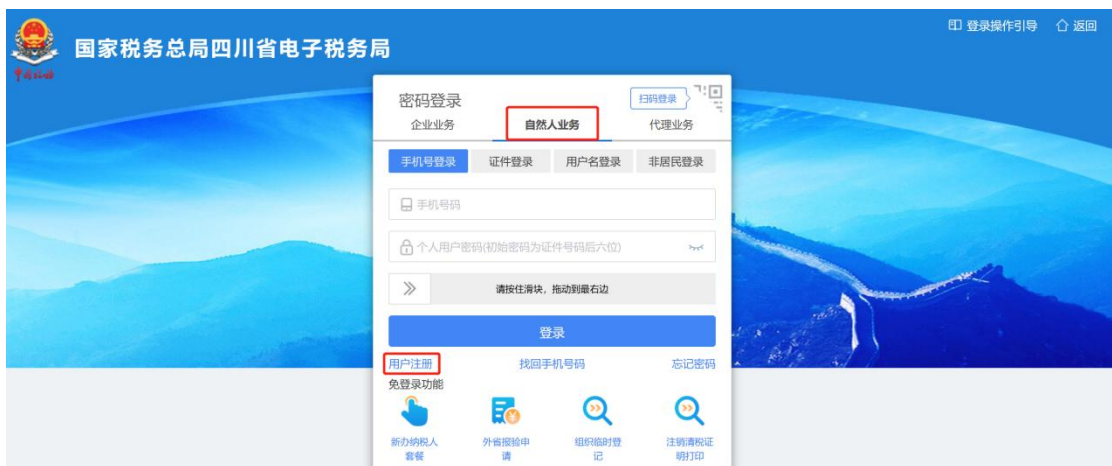 登录操作引导 返回
国家税务总局四川省电子税务局
中国税务
密码登录 扫码登录
企业业务 自然人业务 代理业务
手机号登录 证件登录 用户名登录 非居民登录
手机号码
个人用户密码(初始密码为证件号码后六位)
请按住滑块，拖动到最右边
登录
用户注册 找回手机号码 忘记密码
免登录功能
新办纳税人 外省报验申 组织临时登 注销清税证
套餐 请 记 明打印